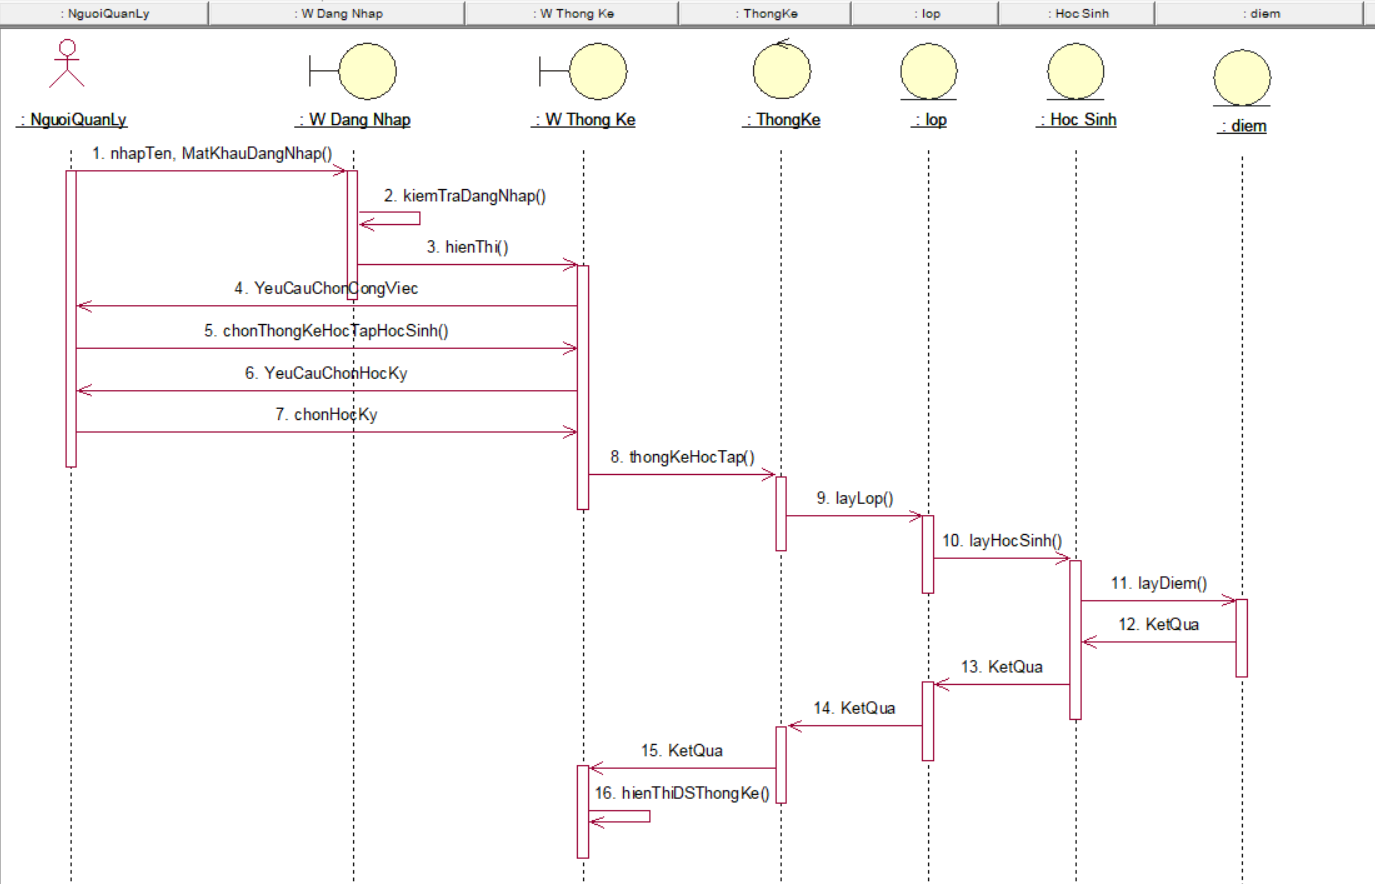 : NguoiQuanLy
: W Dang Nhap
: W Thong Ke
: ThongKe
: lop
: Hoc Sinh
: diem
: NguoiQuanLy
: W Dang Nhap
: W Thong Ke
: ThongKe
: lop
: Hoc Sinh
: diem
1. nhapTen, MatKhauDangNhap()
2. kiemTraDangNhap()
3. hienThi()
4. YeuCauChonCongViec
5. chonThongKeHocTapHocSinh()
6. YeuCauChonHocKy
7. chonHocKy
8. thongKeHocTap()
9. layLop()
10. layHocSinh()
11. layDiem()
12. KetQua
13. KetQua
14. KetQua
15. KetQua
16. hienThiDSThongKe()